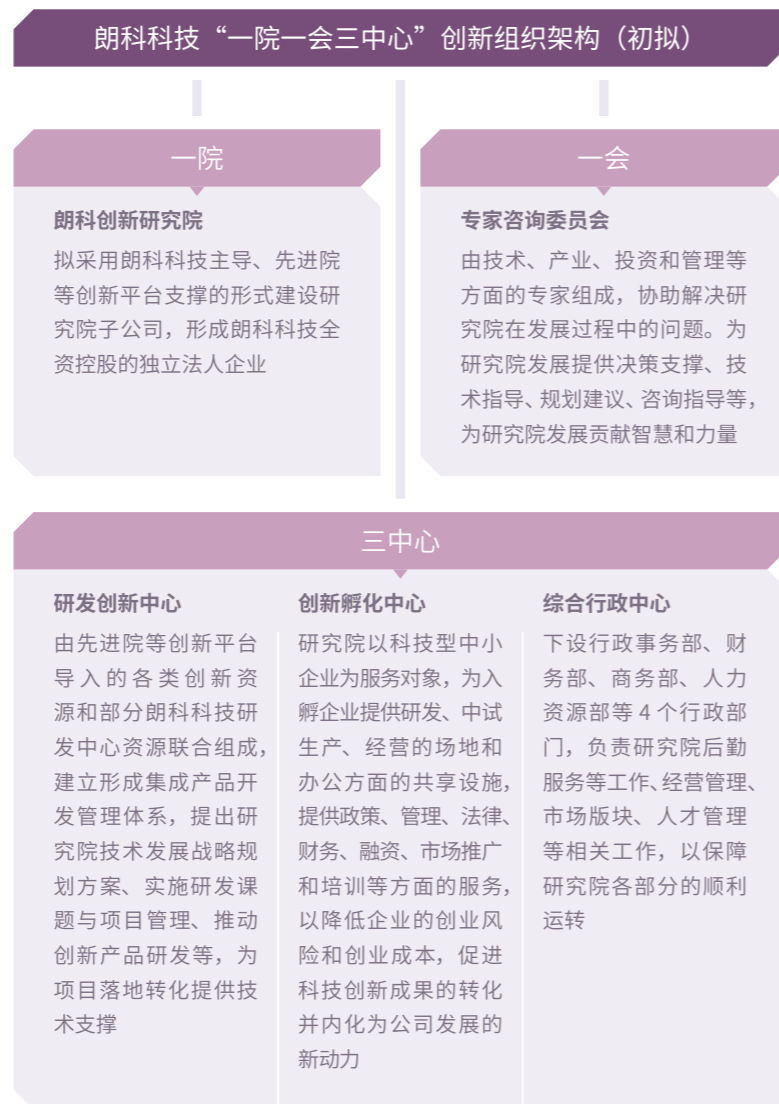 朗科科技“一院一会三中心”创新组织架构（初拟）
一院
朗科创新研究院
拟采用朗科科技主导、先进院
等创新平台支撑的形式建设研
究院子公司，形成朗科科技全
资控股的独立法人企业
一会
专家咨询委员会
由技术、产业、投资和管理等
方面的专家组成，协助解决研
究院在发展过程中的问题。为
研究院发展提供决策支撑、技
术指导、规划建议、咨询指导等，
为研究院发展贡献智慧和力量
三中心
研发创新中心
由先进院等创新平台
导入的各类创新资
源和部分朗科科技研
发中心资源联合组成，
建立形成集成产品开
发管理体系，提出研
究院技术发展战略规
划方案、实施研发课
题与项目管理、推动
创新产品研发等，为
项目落地转化提供技
术支撑
创新孵化中心
研究院以科技型中小
企业为服务对象，为入
孵企业提供研发、中试
生产、经营的场地和
办公方面的共享设施，
提供政策、管理、法律、
财务、融资、市场推广
和培训等方面的服务，
以降低企业的创业风
险和创业成本，促进
科技创新成果的转化
并内化为公司发展的
新动力
综合行政中心
下设行政事务部、财
务部、商务部、人力
资源部等 4 个行政部
门，负责研究院后勤
服务等工作、经营管理、
市场版块、人才管理
等相关工作，以保障
研究院各部分的顺利
运转